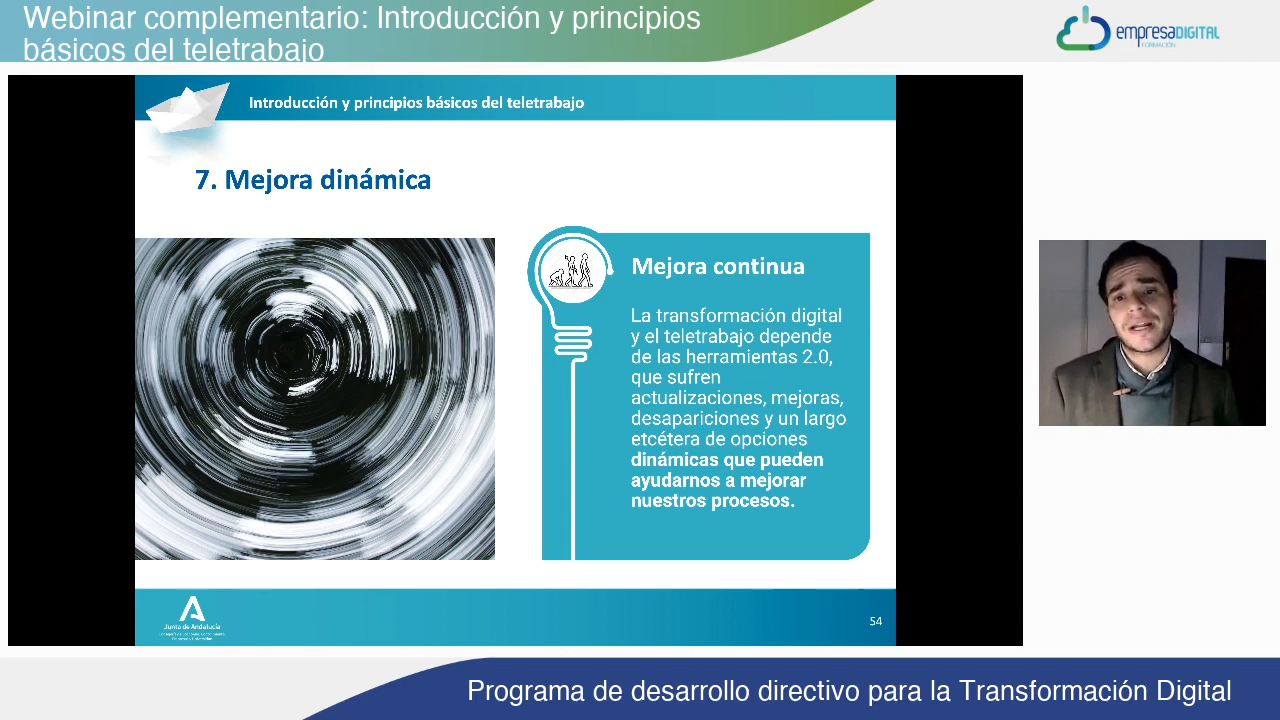 Webinar complementario: Introducción y principios
básicos del teletrabajo
empresaDIGITAL
FORMACIÓN
Introducción y principios básicos del teletrabajo
7. Mejora dinámica
Mejora continua
La transformación digital
y el teletrabajo depende
de las herramientas 2.0,
que sufren
actualizaciones, mejoras,
desapariciones y un largo
etcétera de opciones
dinámicas que pueden
ayudarnos a mejorar
nuestros procesos.
Junta de Andalucía
54
Programa de desarrollo directivo para la Transformación Digital